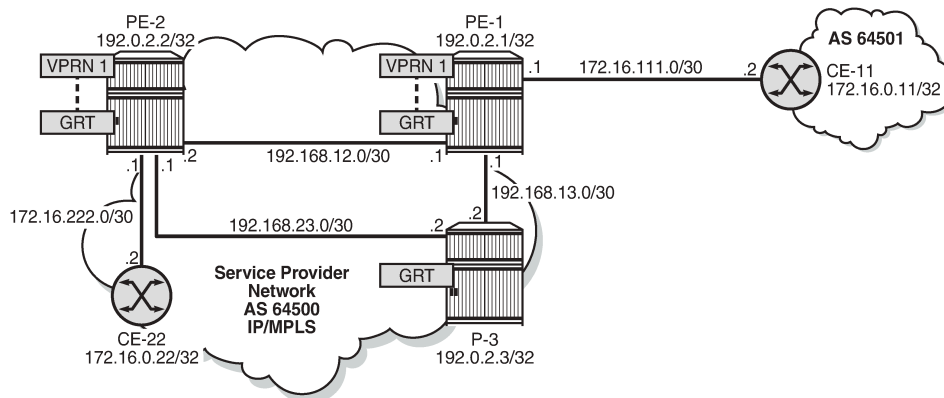 PE-2
192.0.2.2/32
VPRN 1
GRT
PE-1
192.0.2.1/32
VPRN 1
GRT
AS 64501
CE-11
172.16.0.11/32
.1
172.16.111.0/30
.2
.2
192.168.12.0/30
.1
.1
.1
.1
192.168.13.0/30
172.16.222.0/30
192.168.23.0/30
.2
.2
.2
GRT
Service Provider
Network
AS 64500
IP/MPLS
CE-22
172.16.0.22/32
P-3
192.0.2.3/32